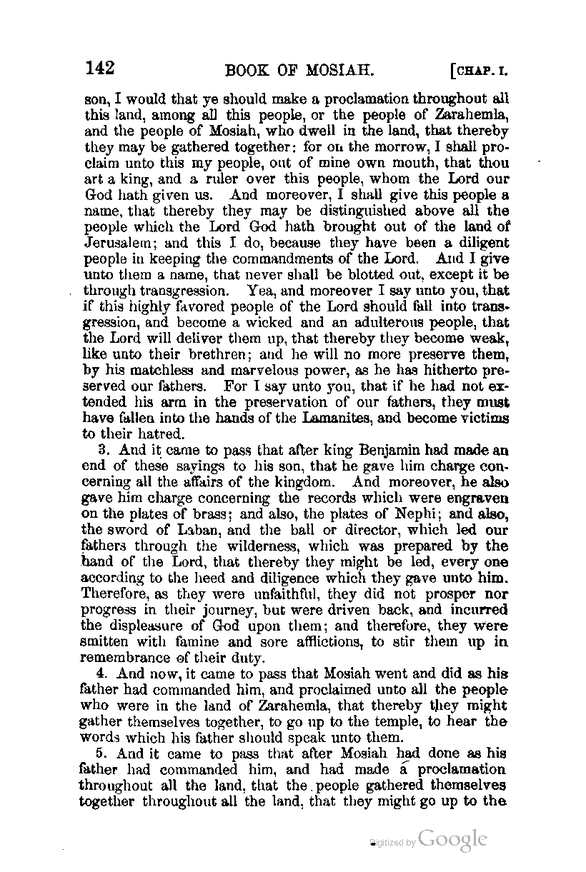 142 BOOK OF MOSIAH. [CHAP. I.
son, I would that ye should make a proclamation throughout all
this land, among all this people, or the people of Zarahemla,
and the people of Mosiah, who dwell in the land, that thereby
they may be gathered together: for on the morrow, I shall pro-
claim unto this my people, out of mine own mouth, that thou
art a king, and a ruler over this people, whom the Lord our
God hath given us. And moreover, I shall give this people a
name, that thereby they may be distinguished above all the
people which the Lord God hath brought out of the land of
Jerusalem; and this I do, because they have been a diligent
people in keeping the commandments of the Lord. And I give
unto them a name, that never shall be blotted out, except it be
through transgression. Yea, and moreover I say unto you, that
if this highly favored people of the Lord should fall into trans-
gression, and become a wicked and an adulterous people, that
the Lord will deliver them up, that thereby they become weak,
like unto their brethren; and he will no more preserve them,
by his matchless and marvelous power, as he has hitherto pre-
served our fathers. For I say unto you, that if he had not ex-
tended his arm in the preservation of our fathers, they must
have fallen into the hands of the Lamanites, and become victims
to their hatred.
3. And it came to pass that after king Benjamin had made an
end of these sayings to his son, that he gave him charge con-
cerning all the affairs of the kingdom. And moreover, he also
gave him charge concerning the records which were engraven
on the plates of brass; and also, the plates of Nephi; and also,
the sword of Laban, and the ball or director, which led our
fathers through the wilderness, which was prepared by the
hand of the Lord, that thereby they might be led, every one
according to the heed and diligence which they gave unto him.
Therefore, as they were unfaithful, they did not prosper nor
progress in their journey, but were driven back, and incurred
the displeasure of God upon them; and therefore, they were
smitten with famine and sore afflictions, to stir them up in
remembrance of their duty.
4. And now, it came to pass that Mosiah went and did as his
father had commanded him, and proclaimed unto all the people
who were in the land of Zarahemla, that thereby they might
gather themselves together, to go up to the temple, to hear the
words which his father should speak unto them.
5. And it came to pass that after Mosiah had done as his
father had commanded him, and had made a proclamation
throughout all the land, that the people gathered themselves
together throughout all the land, that they might go up to the
Digitized by Google